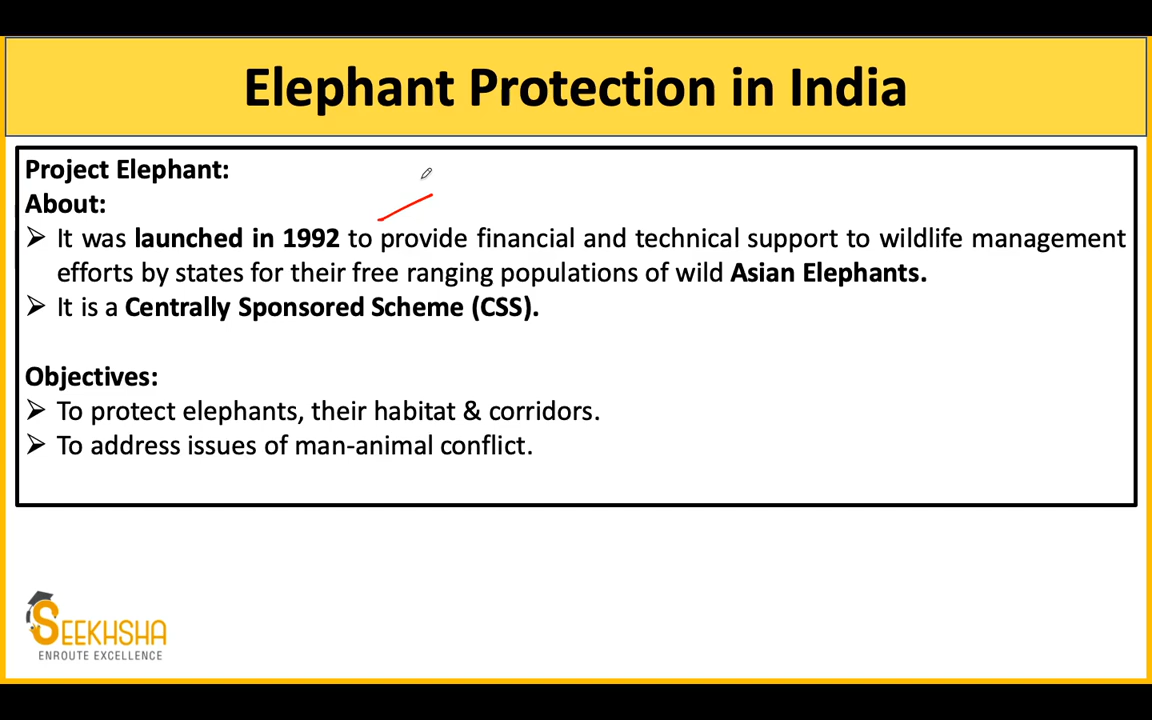 Elephant Protection in India
Project Elephant:
About:
➢ It was launched in 1992 to provide financial and technical support to wildlife management
efforts by states for their free ranging populations of wild Asian Elephants.
➢ It is a Centrally Sponsored Scheme (CSS).
Objectives:
➢ To protect elephants, their habitat & corridors.
➢ To address issues of man-animal conflict.
SEEKHSHA
ENROUTE EXCELLENCE